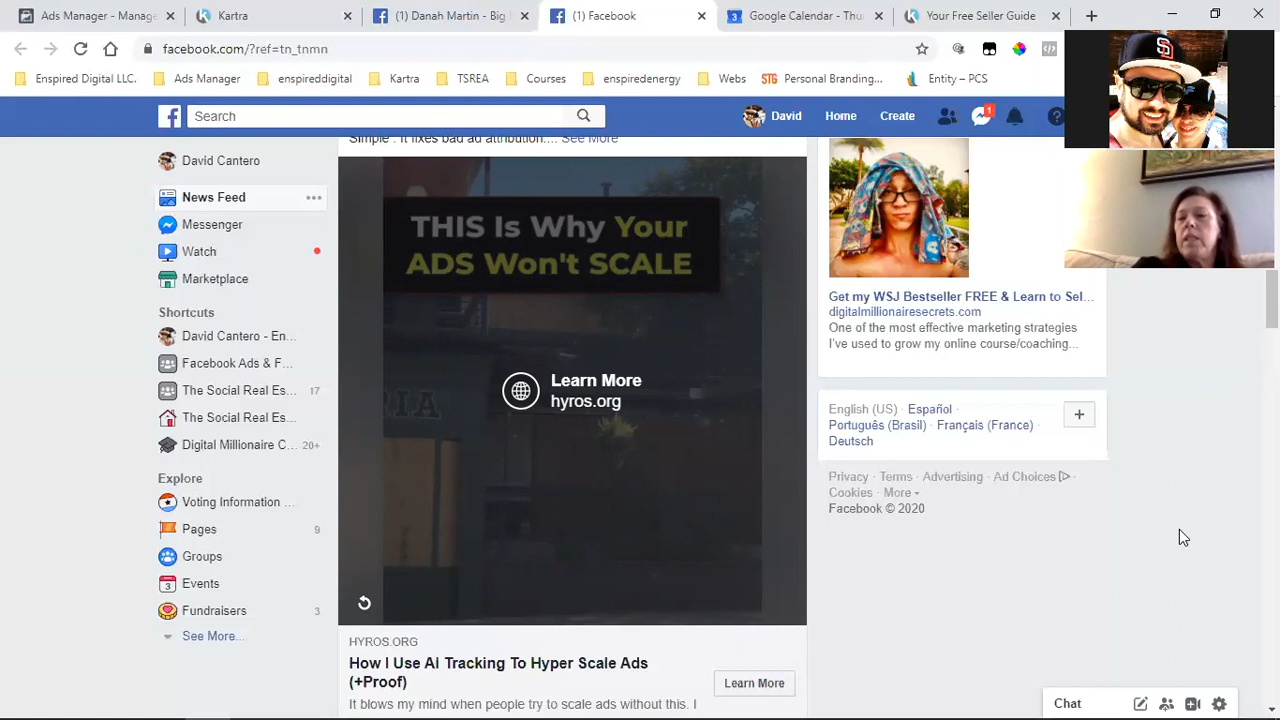 Ads Manager - Manage
Kartra
(1) Danah Martin - Big
(1) Facebook
Google Calendar - Thu
Your Free Seller Guide
facebook.com/?ref=tn_tnmn
Enspired Digital LLC.
Ads Manager
enspireddigital
Kartra
TSREA
Courses
enspiredenergy
Webs
STG Personal Branding...
Entity – PCS
Search
David
Home
Create
1
David Cantero
News Feed
Messenger
Watch
Marketplace
Shortcuts
David Cantero - En...
Facebook Ads & F...
The Social Real Es... 17
The Social Real Es...
Digital Millionaire C... 20+
Explore
Voting Information ...
Pages 9
Groups
Events
Fundraisers 3
See More...
Simple . It fixes bad ad attribution.... See More
THIS Is Why Your
ADS Won't SCALE
Learn More
hyros.org
HYROS.ORG
How I Use AI Tracking To Hyper Scale Ads
(+Proof)
Learn More
It blows my mind when people try to scale ads without this. I
Get my WSJ Bestseller FREE & Learn to Sel...
digitalmillionairesecrets.com
One of the most effective marketing strategies
I've used to grow my online course/coaching...
English (US) · Español ·
Português (Brasil) · Français (France) ·
Deutsch
Privacy · Terms · Advertising · Ad Choices ·
Cookies · More
Facebook © 2020
Chat